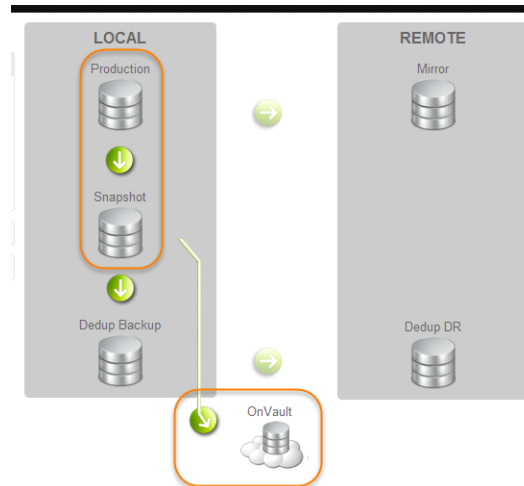 LOCAL
REMOTE
Production
Mirror
Snapshot
Dedup Backup
Dedup DR
OnVault